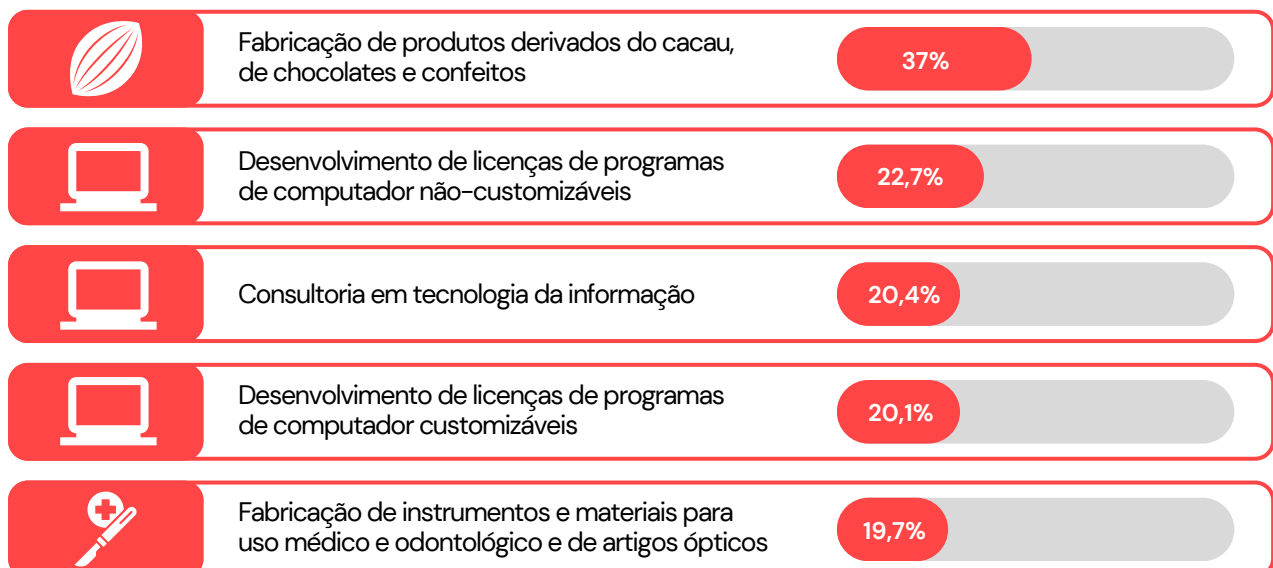 Fabricação de produtos derivados do cacau,
de chocolates e confeitos
37%
Desenvolvimento de licenças de programas
de computador não-customizáveis
22,7%
Consultoria em tecnologia da informação
20,4%
Desenvolvimento de licenças de programas
de computador customizáveis
20,1%
Fabricação de instrumentos e materiais para
uso médico e odontológico e de artigos ópticos
19,7%